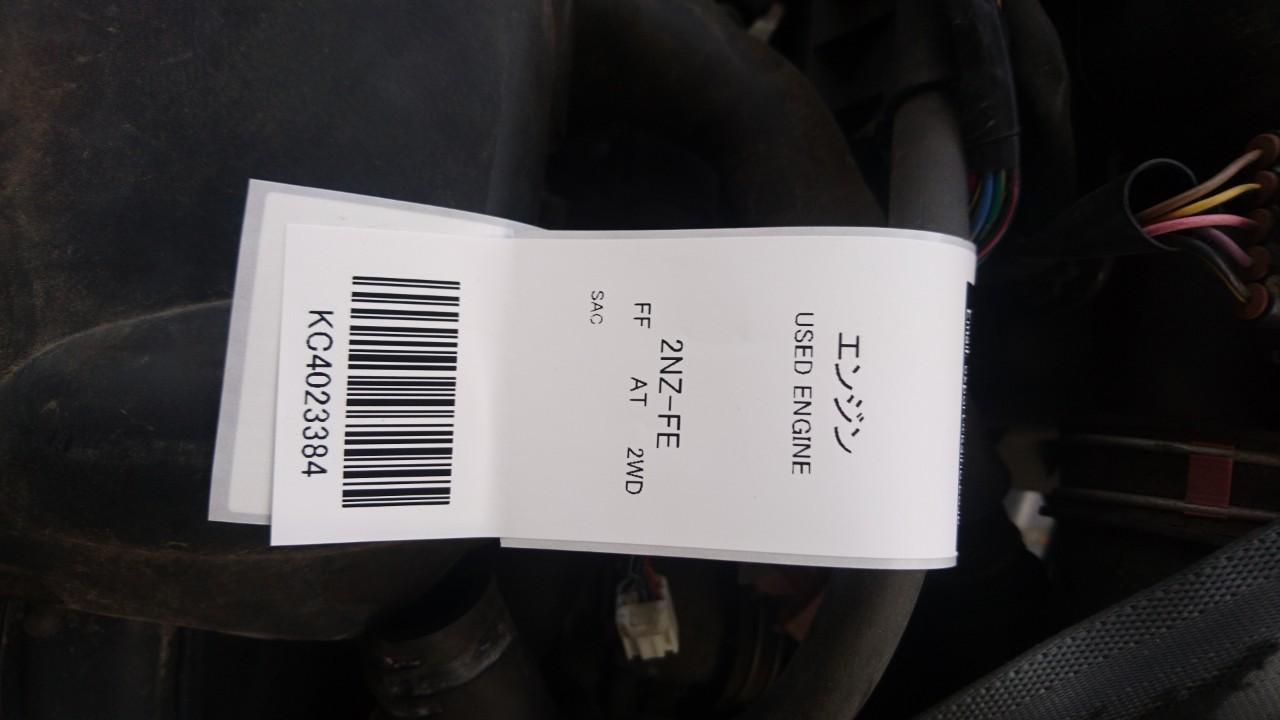 エンジン
USED ENGINE
2NZ-FE
FF AT 2WD
SAC
KC4023384